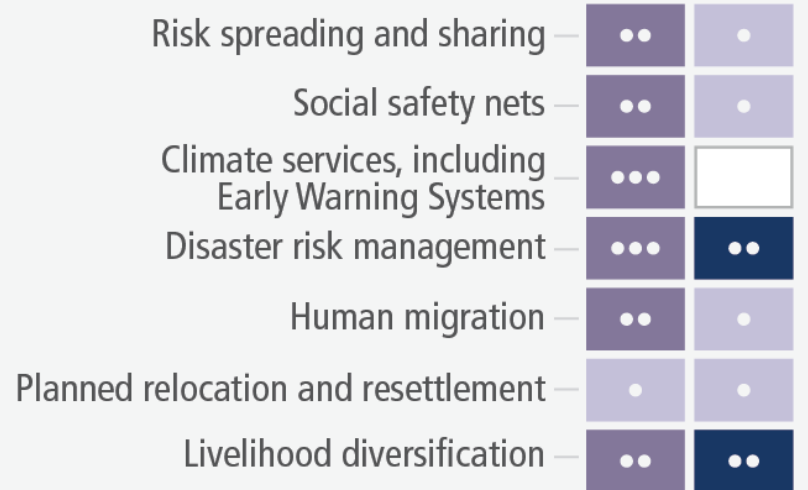 Risk spreading and sharing
Social safety nets
Climate services, including
Early Warning Systems
Disaster risk management
Human migration
Planned relocation and resettlement
Livelihood diversification